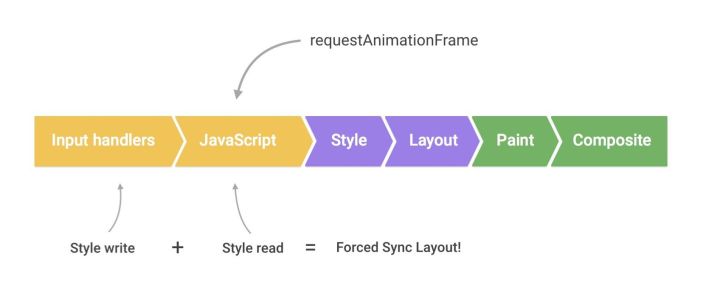 requestAnimationFrame
Input handlers JavaScript Style Layout Paint Composite
Style write + Style read = Forced Sync Layout!